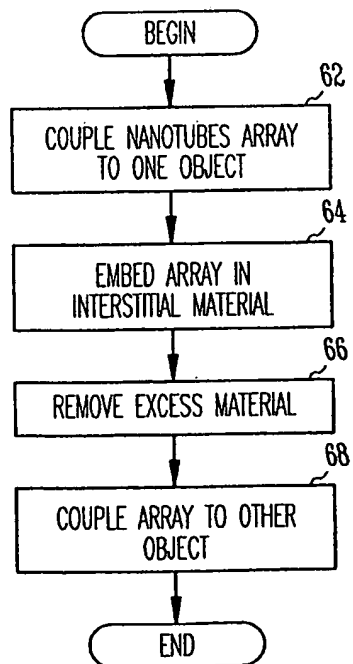 BEGIN
62
COUPLE NANOTUBES ARRAY
TO ONE OBJECT
64
EMBED ARRAY IN
INTERSTITIAL MATERIAL
66
REMOVE EXCESS MATERIAL
68
COUPLE ARRAY TO OTHER
OBJECT
END